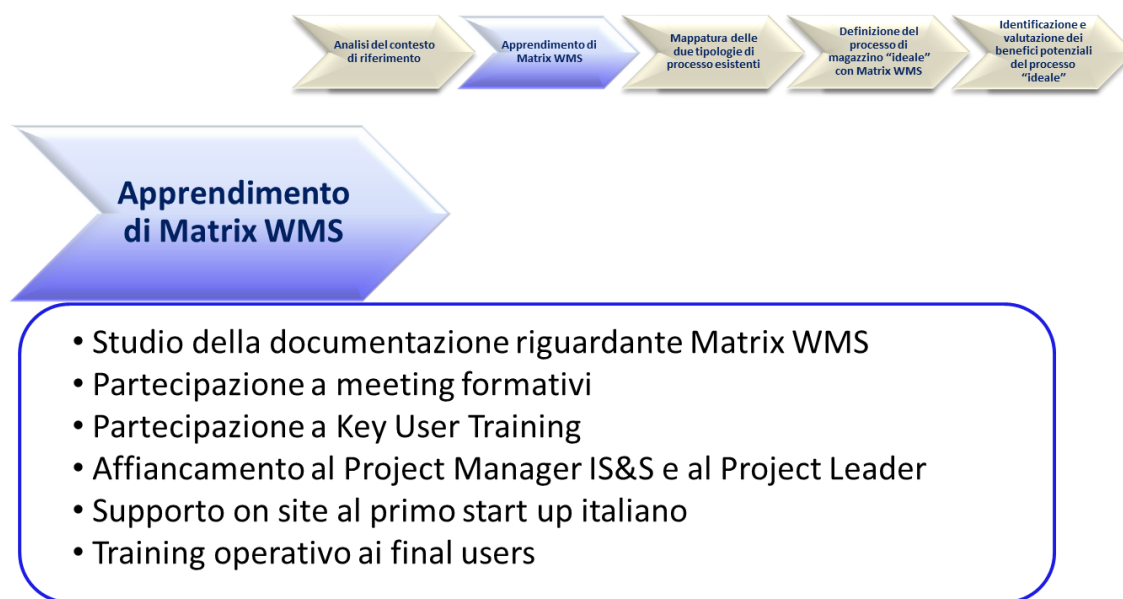 Analisi del contesto
di riferimento
Apprendimento di
Matrix WMS
Mappatura delle
due tipologie di
processo esistenti
Definizione del
processo di
magazzino “ideale”
con Matrix WMS
Identificazione e
valutazione dei
benefici potenziali
del processo
“ideale”
Apprendimento
di Matrix WMS
• Studio della documentazione riguardante Matrix WMS
• Partecipazione a meeting formativi
• Partecipazione a Key User Training
• Affiancamento al Project Manager IS&S e al Project Leader
• Supporto on site al primo start up italiano
• Training operativo ai final users